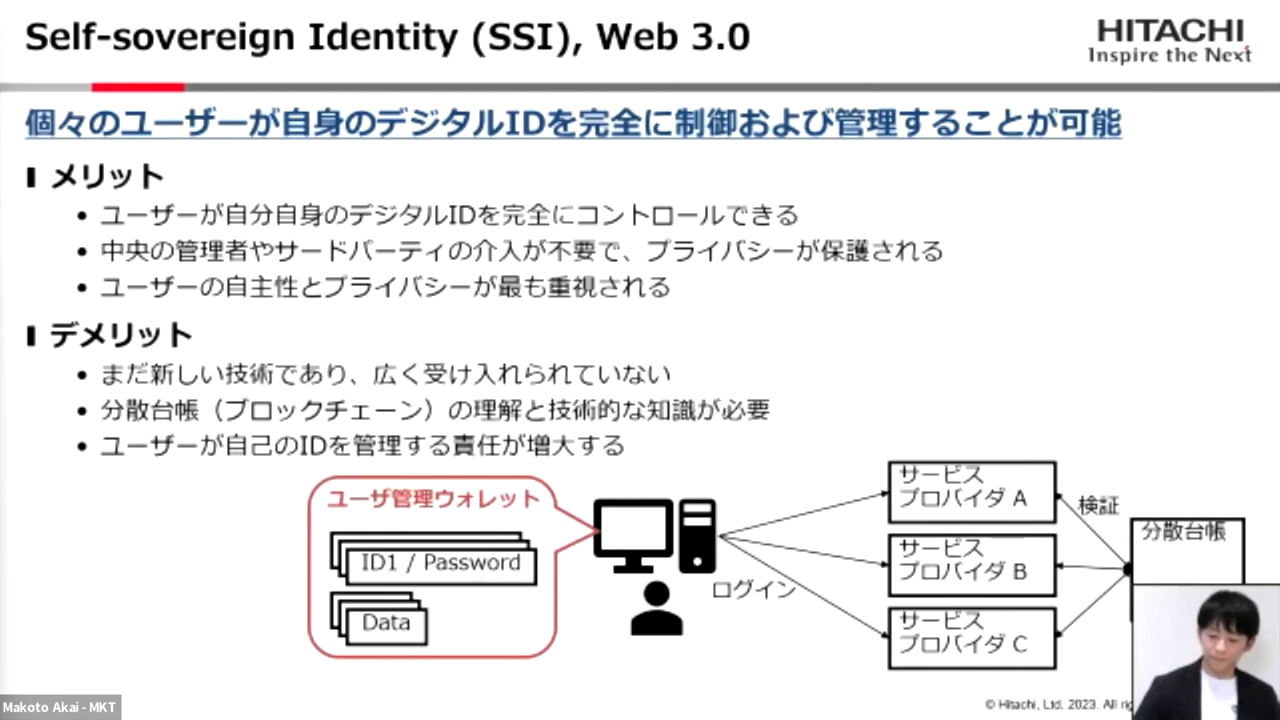 Self-sovereign Identity (SSI), Web 3.0
HITACHI
Inspire the Next
個々のユーザーが自身のデジタルIDを完全に制御および管理することが可能
メリット
• ユーザーが自分自身のデジタルIDを完全にコントロールできる
• 中央の管理者やサードパーティの介入が不要で、プライバシーが保護される
• ユーザーの自主性とプライバシーが最も重視される
デメリット
• まだ新しい技術であり、広く受け入れられていない
• 分散台帳（ブロックチェーン）の理解と技術的な知識が必要
• ユーザーが自己のIDを管理する責任が増大する
ユーザ管理ウォレット
ID1 / Password
Data
ログイン
サービス
プロバイダ A
サービス
プロバイダ B
サービス
プロバイダ C
検証
分散台帳
© Hitachi, Ltd. 2023. All
Makoto Akai - MKT